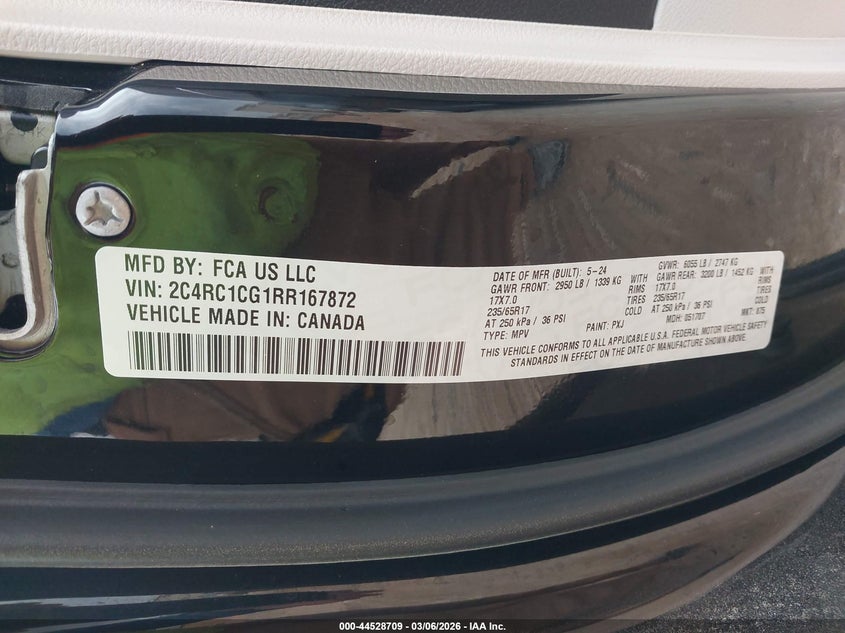 MFD BY: FCA US LLC
VIN: 2C4RC1CG1RR167872
VEHICLE MADE IN: CANADA
DATE OF MFR (BUILT): 5-24 GVWR: 6055 LB / 2747 KG
GAWR FRONT: 2950 LB / 1339 KG WITH GAWR REAR: 3200 LB / 1452 KG WITH
17X7.0 RIMS 17X7.0 RIMS
235/65R17 TIRES 235/65R17 TIRES
AT 250 kPa / 36 PSI COLD AT 250 kPa / 36 PSI COLD
TYPE: MPV PAINT: PXJ MDH: 051707 MKT: 875
THIS VEHICLE CONFORMS TO ALL APPLICABLE U.S.A. FEDERAL MOTOR VEHICLE SAFETY
STANDARDS IN EFFECT ON THE DATE OF MANUFACTURE SHOWN ABOVE.
000-44528709 — 03/06/2026 — IAA Inc.